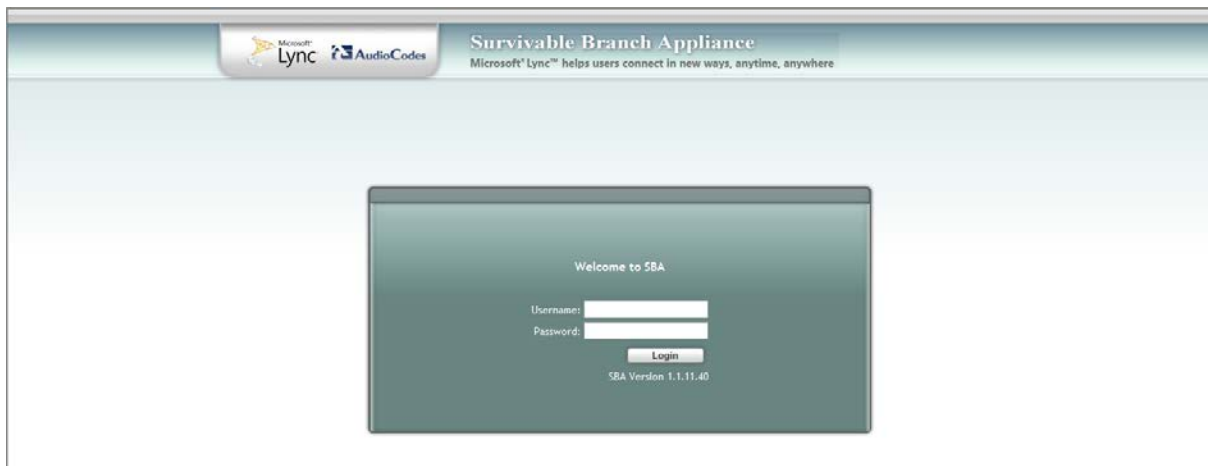 Microsoft®
Lync
AudioCodes
Survivable Branch Appliance
Microsoft® Lync™ helps users connect in new ways, anytime, anywhere
Welcome to SBA
Username:
Password:
Login
SBA Version 1.1.11.40